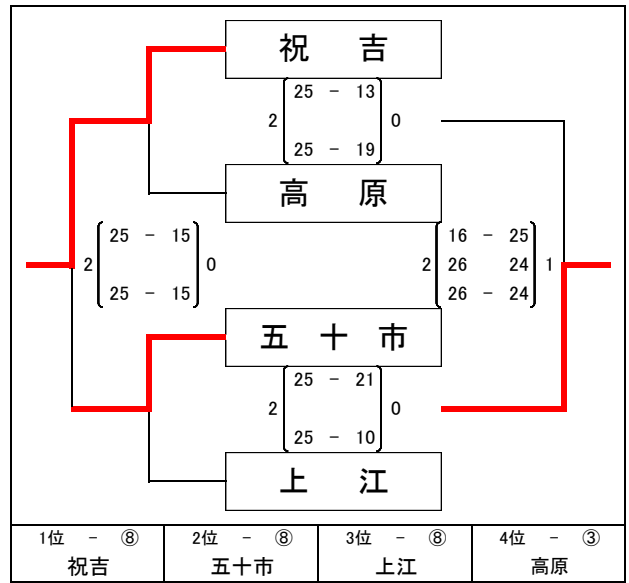 祝　吉
25 － 13
2 0
25 － 19
高　原
25 － 15
2 0
25 － 15
16 － 25
2 26 24 1
26 － 24
五　十　市
25 － 21
2 0
25 － 10
上　江
1位 － ⑧ 2位 － ⑧ 3位 － ⑧ 4位 － ③
祝吉 五十市 上江 高原